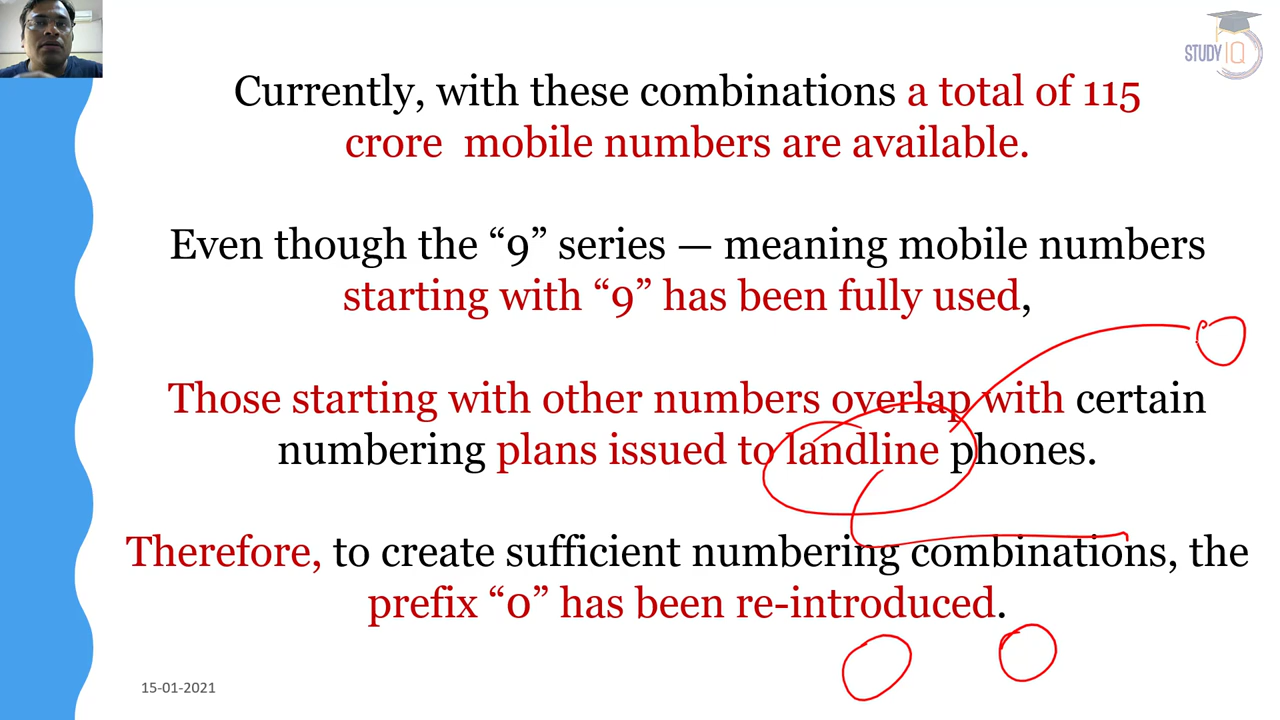 STUDY IQ
Currently, with these combinations a total of 115
crore mobile numbers are available.
Even though the “9” series — meaning mobile numbers
starting with “9” has been fully used,
Those starting with other numbers overlap with certain
numbering plans issued to landline phones.
Therefore, to create sufficient numbering combinations, the
prefix “0” has been re-introduced.
15-01-2021